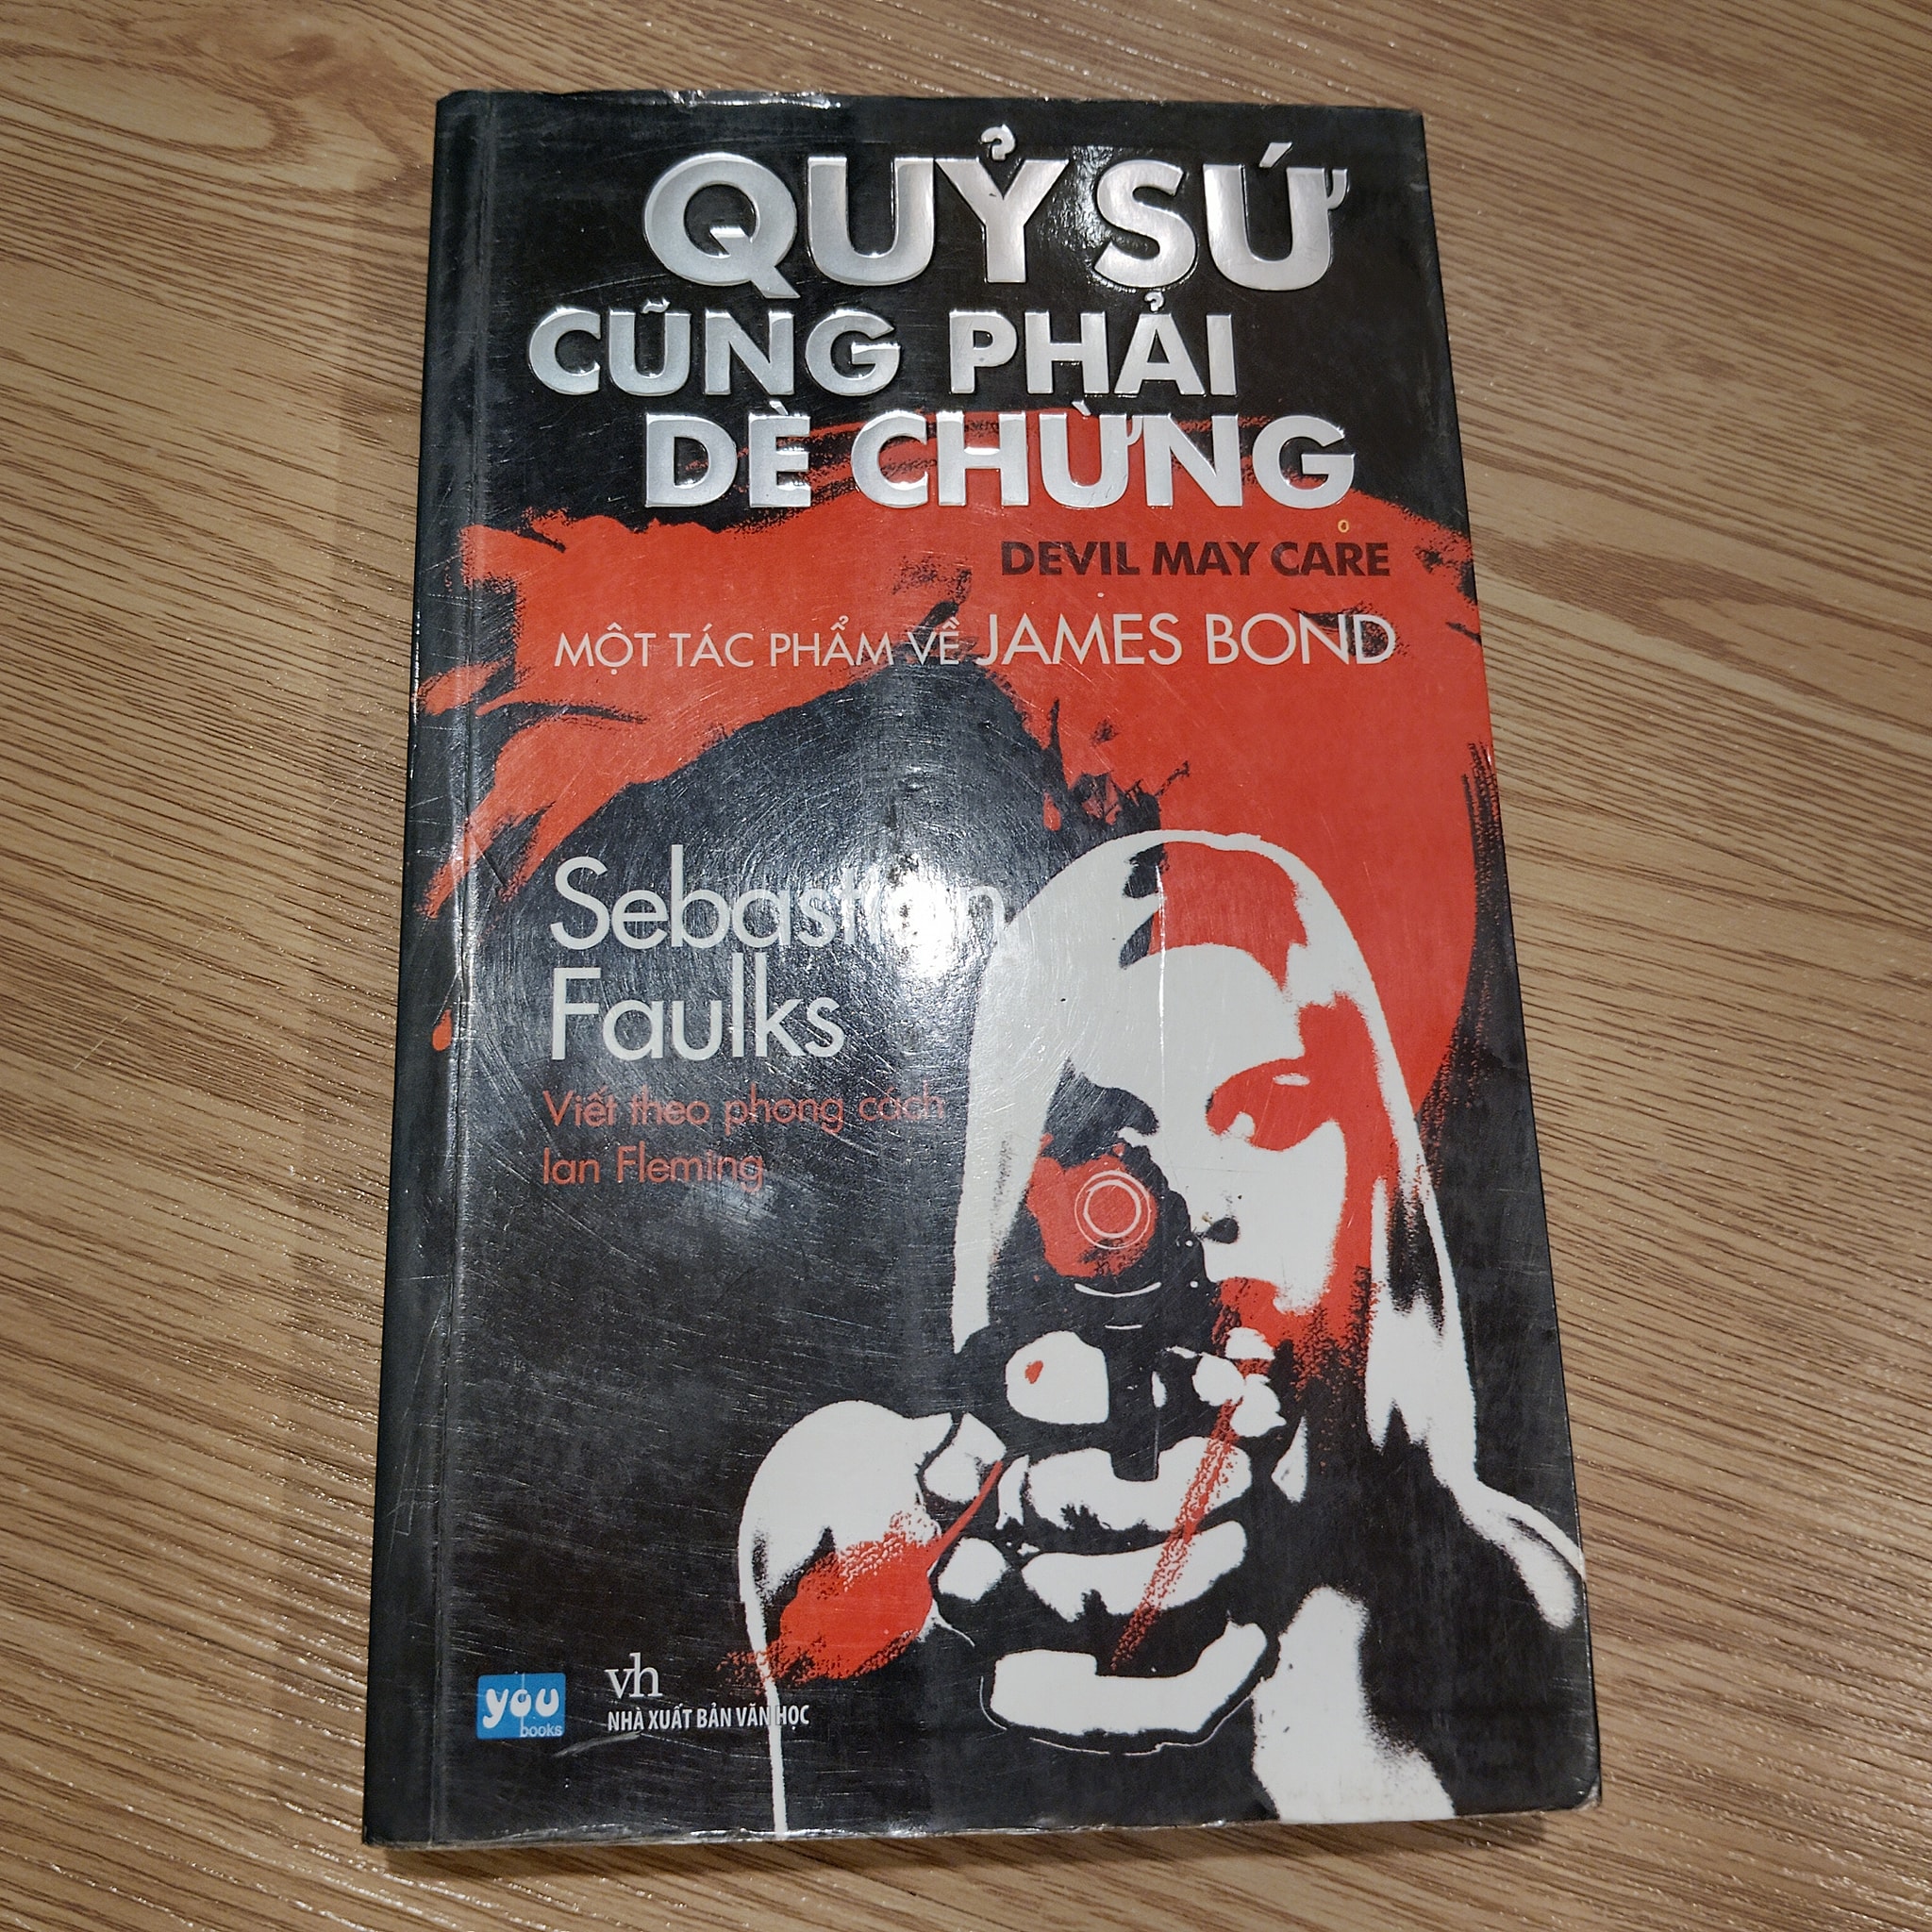 QUỶ SỨ
CŨNG PHẢI
DÈ CHỪNG
DEVIL MAY CARE
MỘT TÁC PHẨM VỀ JAMES BOND
Sebastian
Faulks
Viết theo phong cách
Ian Fleming
you
books
vh
NHÀ XUẤT BẢN VĂN HỌC